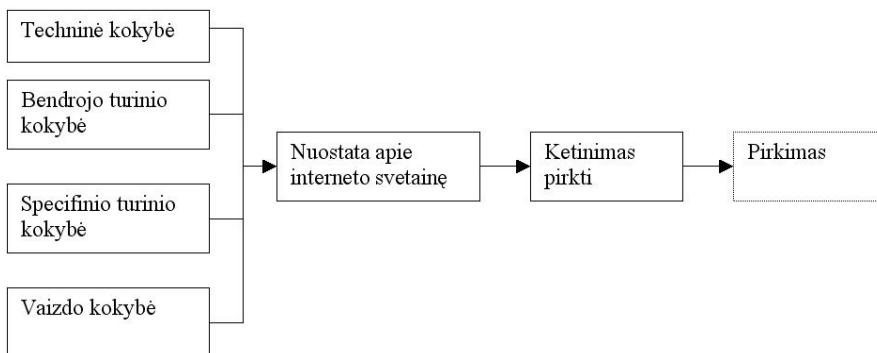 Techninė kokybė
Bendrojo turinio
kokybė
Specifinio turinio
kokybė
Vaizdo kokybė
Nuostata apie
interneto svetainę
Ketinimas
pirkti
Pirkimas